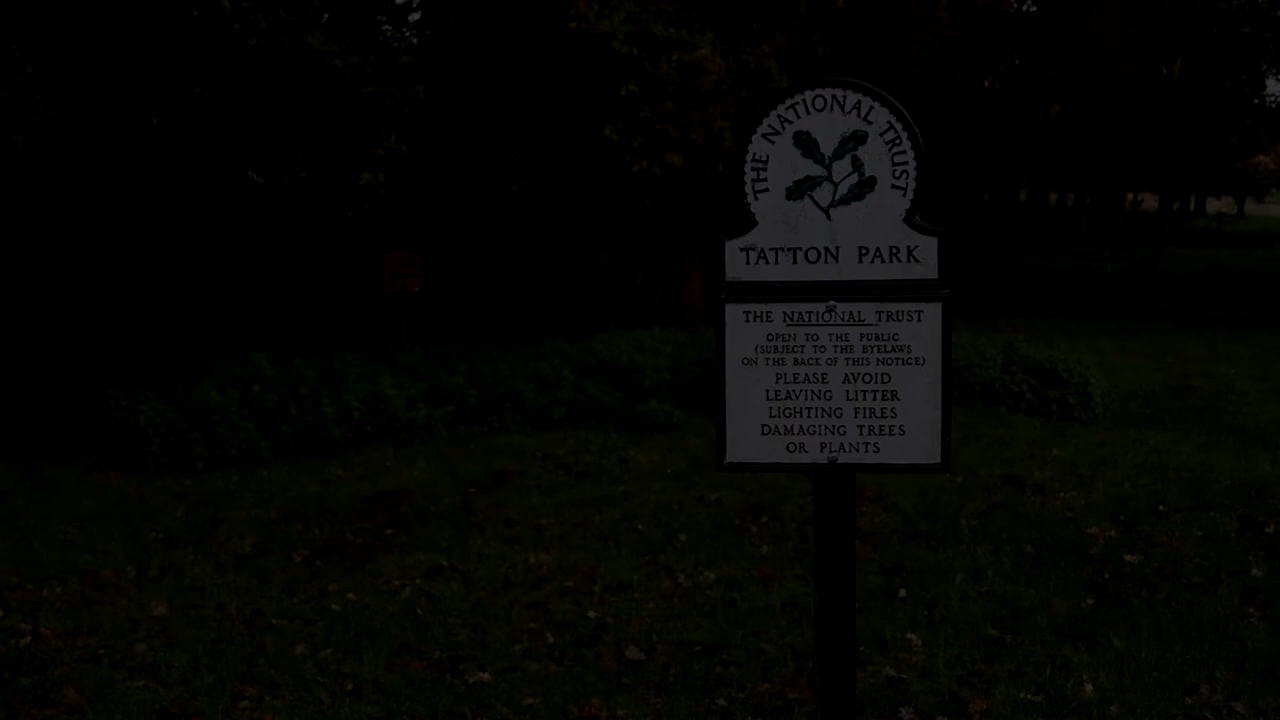 THE NATIONAL TRUST
TATTON PARK
THE NATIONAL TRUST
OPEN TO THE PUBLIC
(SUBJECT TO THE BYELAWS
ON THE BACK OF THIS NOTICE)
PLEASE AVOID
LEAVING LITTER
LIGHTING FIRES
DAMAGING TREES
OR PLANTS